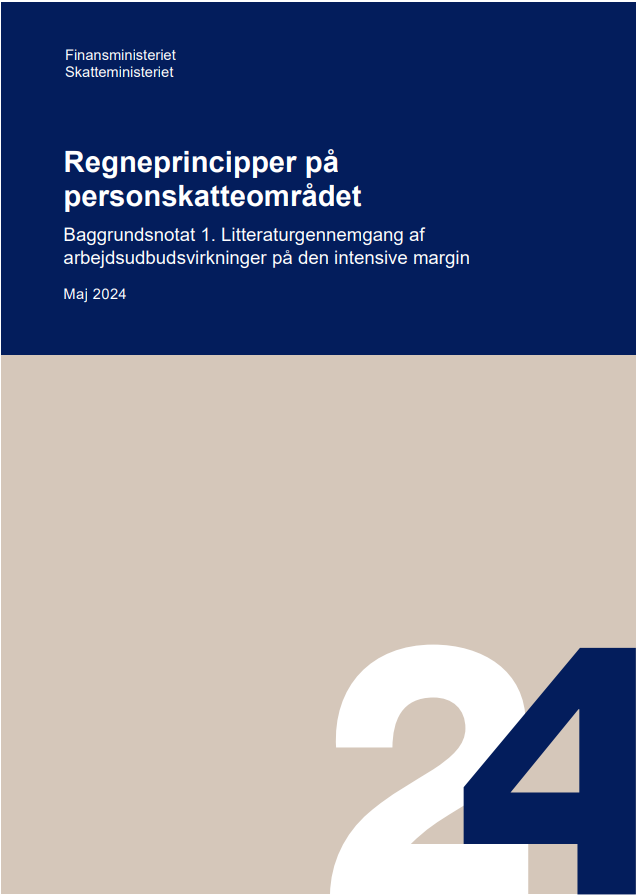 Finansministeriet
Skatteministeriet
Regneprincipper på
personskatteområdet
Baggrundsnotat 1. Litteraturgennemgang af
arbejdsudbudsvirkninger på den intensive margin
Maj 2024
24